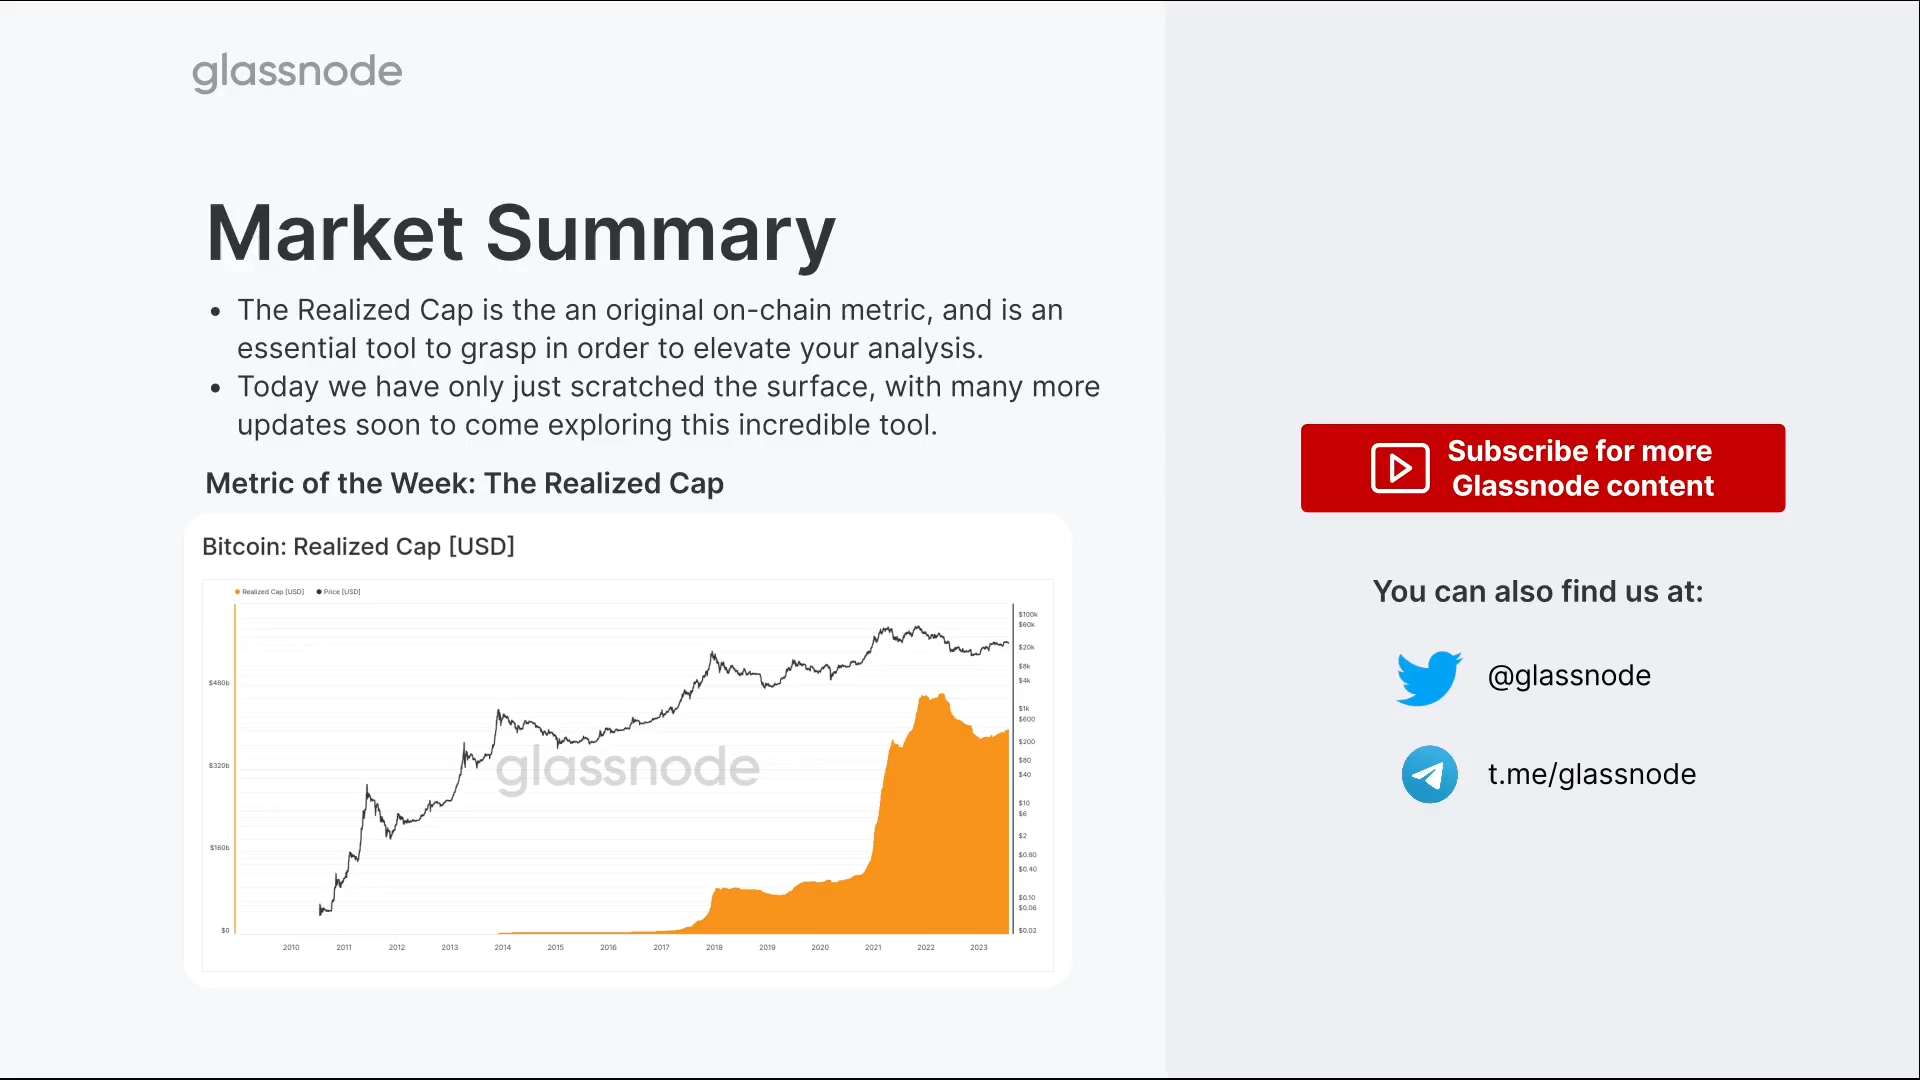 glassnode
Market Summary
• The Realized Cap is the an original on-chain metric, and is an
essential tool to grasp in order to elevate your analysis.
• Today we have only just scratched the surface, with many more
updates soon to come exploring this incredible tool.
Metric of the Week: The Realized Cap
Bitcoin: Realized Cap [USD]
Realized Cap [USD] Price [USD]
$480b
$320b
$160b
$0
glassnode
$100k
$60k
$20k
$8k
$4k
$1k
$600
$200
$80
$40
$10
$6
$2
$0.80
$0.40
$0.10
$0.06
$0.02
2010 2011 2012 2013 2014 2015 2016 2017 2018 2019 2020 2021 2022 2023
Subscribe for more
Glassnode content
You can also find us at:
@glassnode
t.me/glassnode